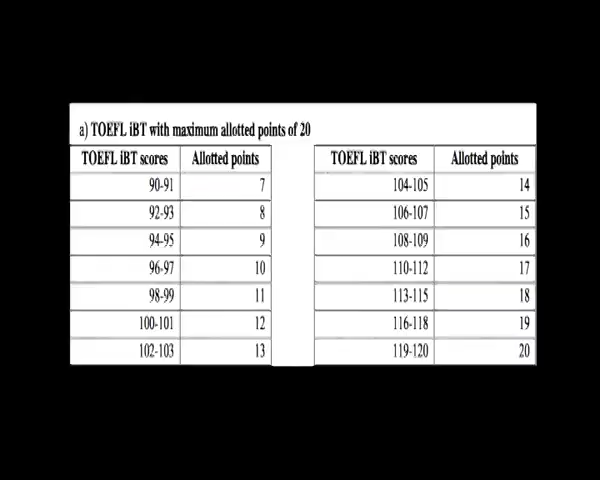 a) TOEFL iBT with maximum allotted points of 20
TOEFL iBT scores Allotted points TOEFL iBT scores Allotted points
90-91 7 104-105 14
92-93 8 106-107 15
94-95 9 108-109 16
96-97 10 110-112 17
98-99 11 113-115 18
100-101 12 116-118 19
102-103 13 119-120 20